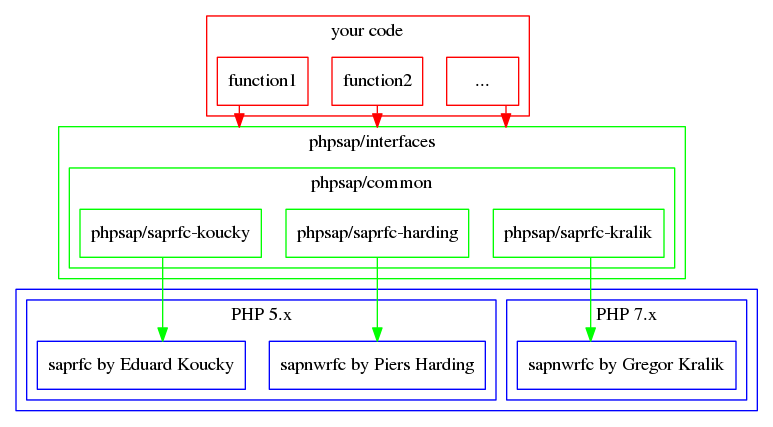 your code
function1
function2
...
phpsap/interfaces
phpsap/common
phpsap/saprfc-koucky
phpsap/saprfc-harding
phpsap/saprfc-kralik
PHP 5.x
PHP 7.x
saprfc by Eduard Koucky
sapnwrfc by Piers Harding
sapnwrfc by Gregor Kralik